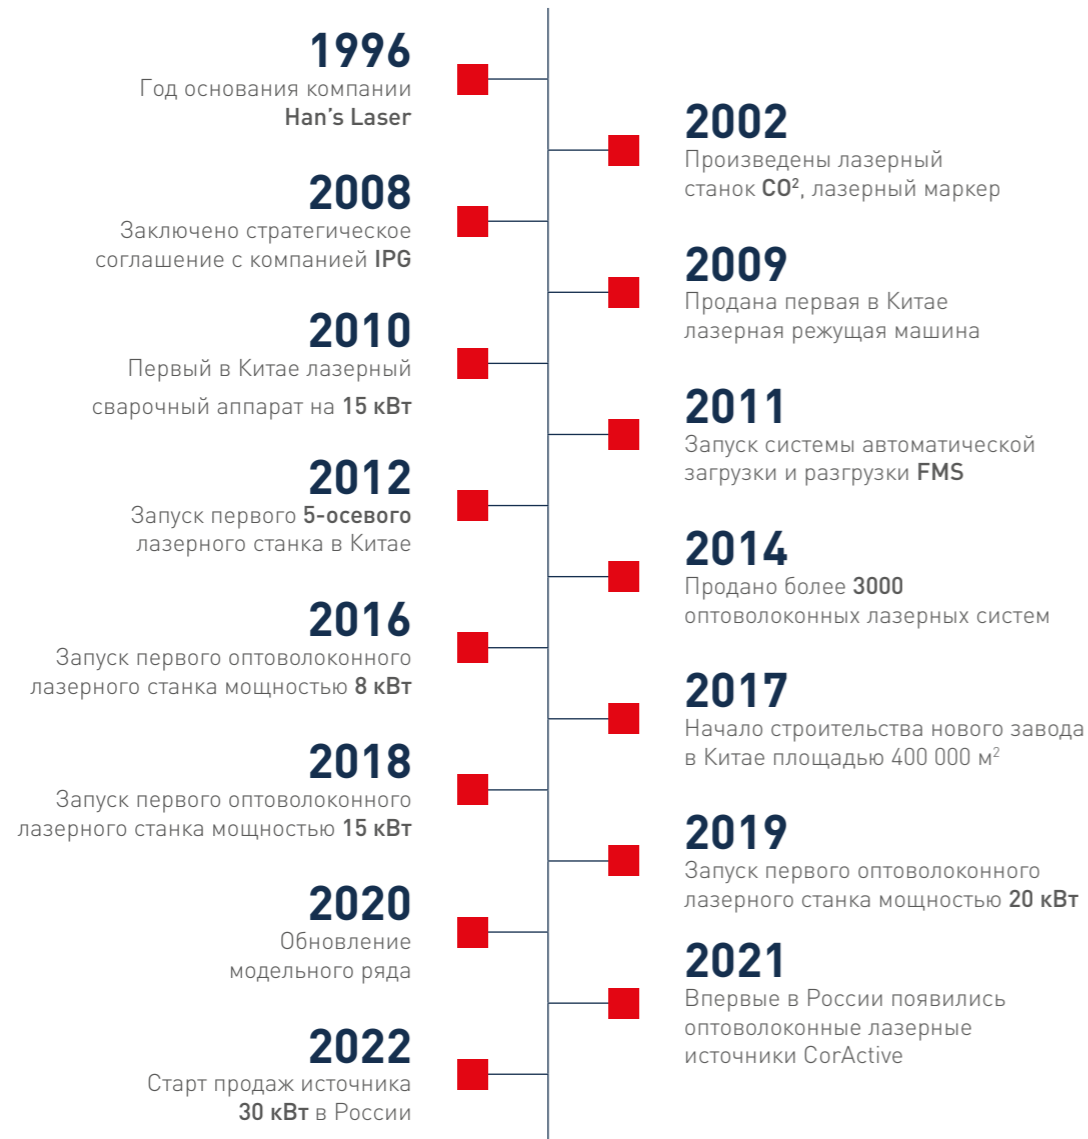 1996
Год основания компании
Han's Laser
2002
Произведены лазерный
станок CO², лазерный маркер
2008
Заключено стратегическое
соглашение с компанией IPG
2009
Продана первая в Китае
лазерная режущая машина
2010
Первый в Китае лазерный
сварочный аппарат на 15 кВт
2011
Запуск системы автоматической
загрузки и разгрузки FMS
2012
Запуск первого 5-осевого
лазерного станка в Китае
2014
Продано более 3000
оптоволоконных лазерных систем
2016
Запуск первого оптоволоконного
лазерного станка мощностью 8 кВт
2017
Начало строительства нового завода
в Китае площадью 400 000 м²
2018
Запуск первого оптоволоконного
лазерного станка мощностью 15 кВт
2019
Запуск первого оптоволоконного
лазерного станка мощностью 20 кВт
2020
Обновление
модельного ряда
2021
Впервые в России появились
оптоволоконные лазерные
источники CorActive
2022
Старт продаж источника
30 кВт в России